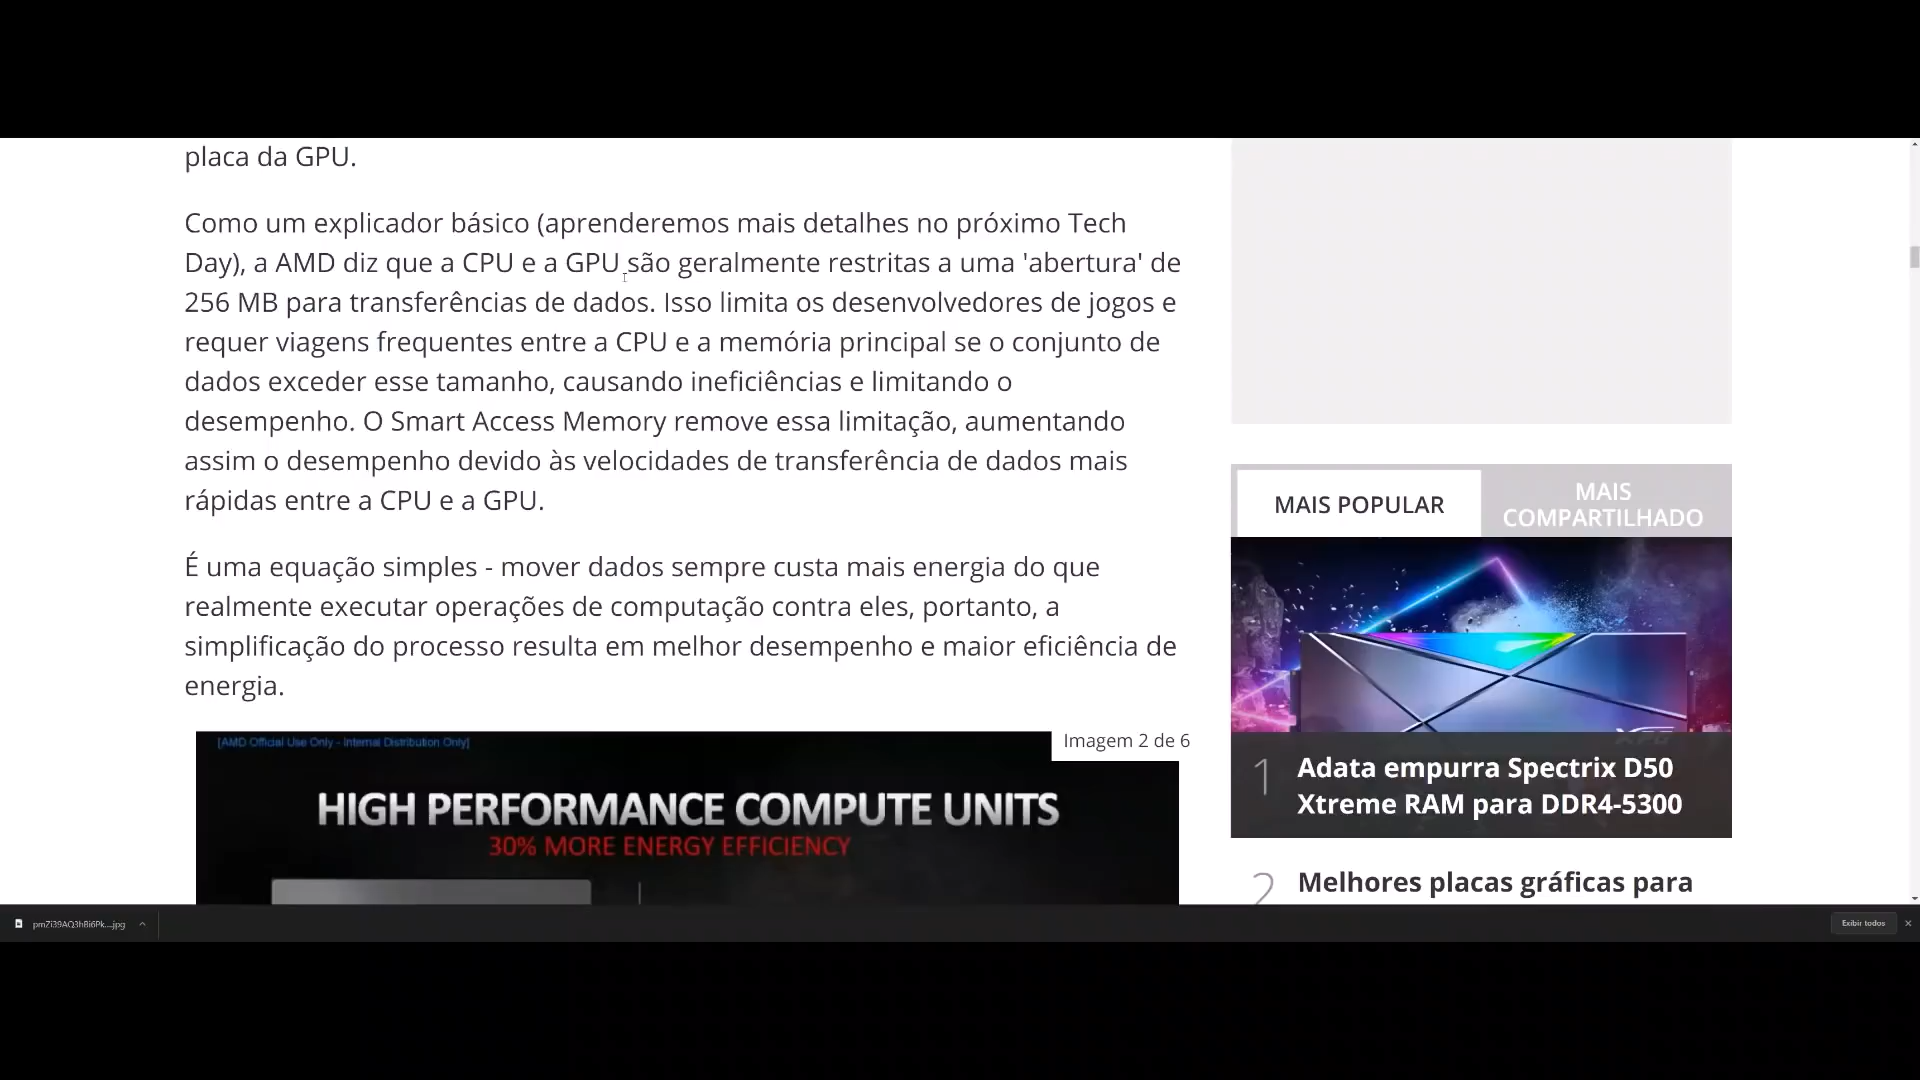 placa da GPU.
Como um explicador básico (aprenderemos mais detalhes no próximo Tech
Day), a AMD diz que a CPU e a GPU são geralmente restritas a uma 'abertura' de
256 MB para transferências de dados. Isso limita os desenvolvedores de jogos e
requer viagens frequentes entre a CPU e a memória principal se o conjunto de
dados exceder esse tamanho, causando ineficiências e limitando o
desempenho. O Smart Access Memory remove essa limitação, aumentando
assim o desempenho devido às velocidades de transferência de dados mais
rápidas entre a CPU e a GPU.
É uma equação simples - mover dados sempre custa mais energia do que
realmente executar operações de computação contra eles, portanto, a
simplificação do processo resulta em melhor desempenho e maior eficiência de
energia.
[AMD Official Use Only - Internal Distribution Only]
Imagem 2 de 6
HIGH PERFORMANCE COMPUTE UNITS
30% MORE ENERGY EFFICIENCY
MAIS POPULAR
MAIS
COMPARTILHADO
XPG
1 Adata empurra Spectrix D50
Xtreme RAM para DDR4-5300
2 Melhores placas gráficas para
Exibir todos